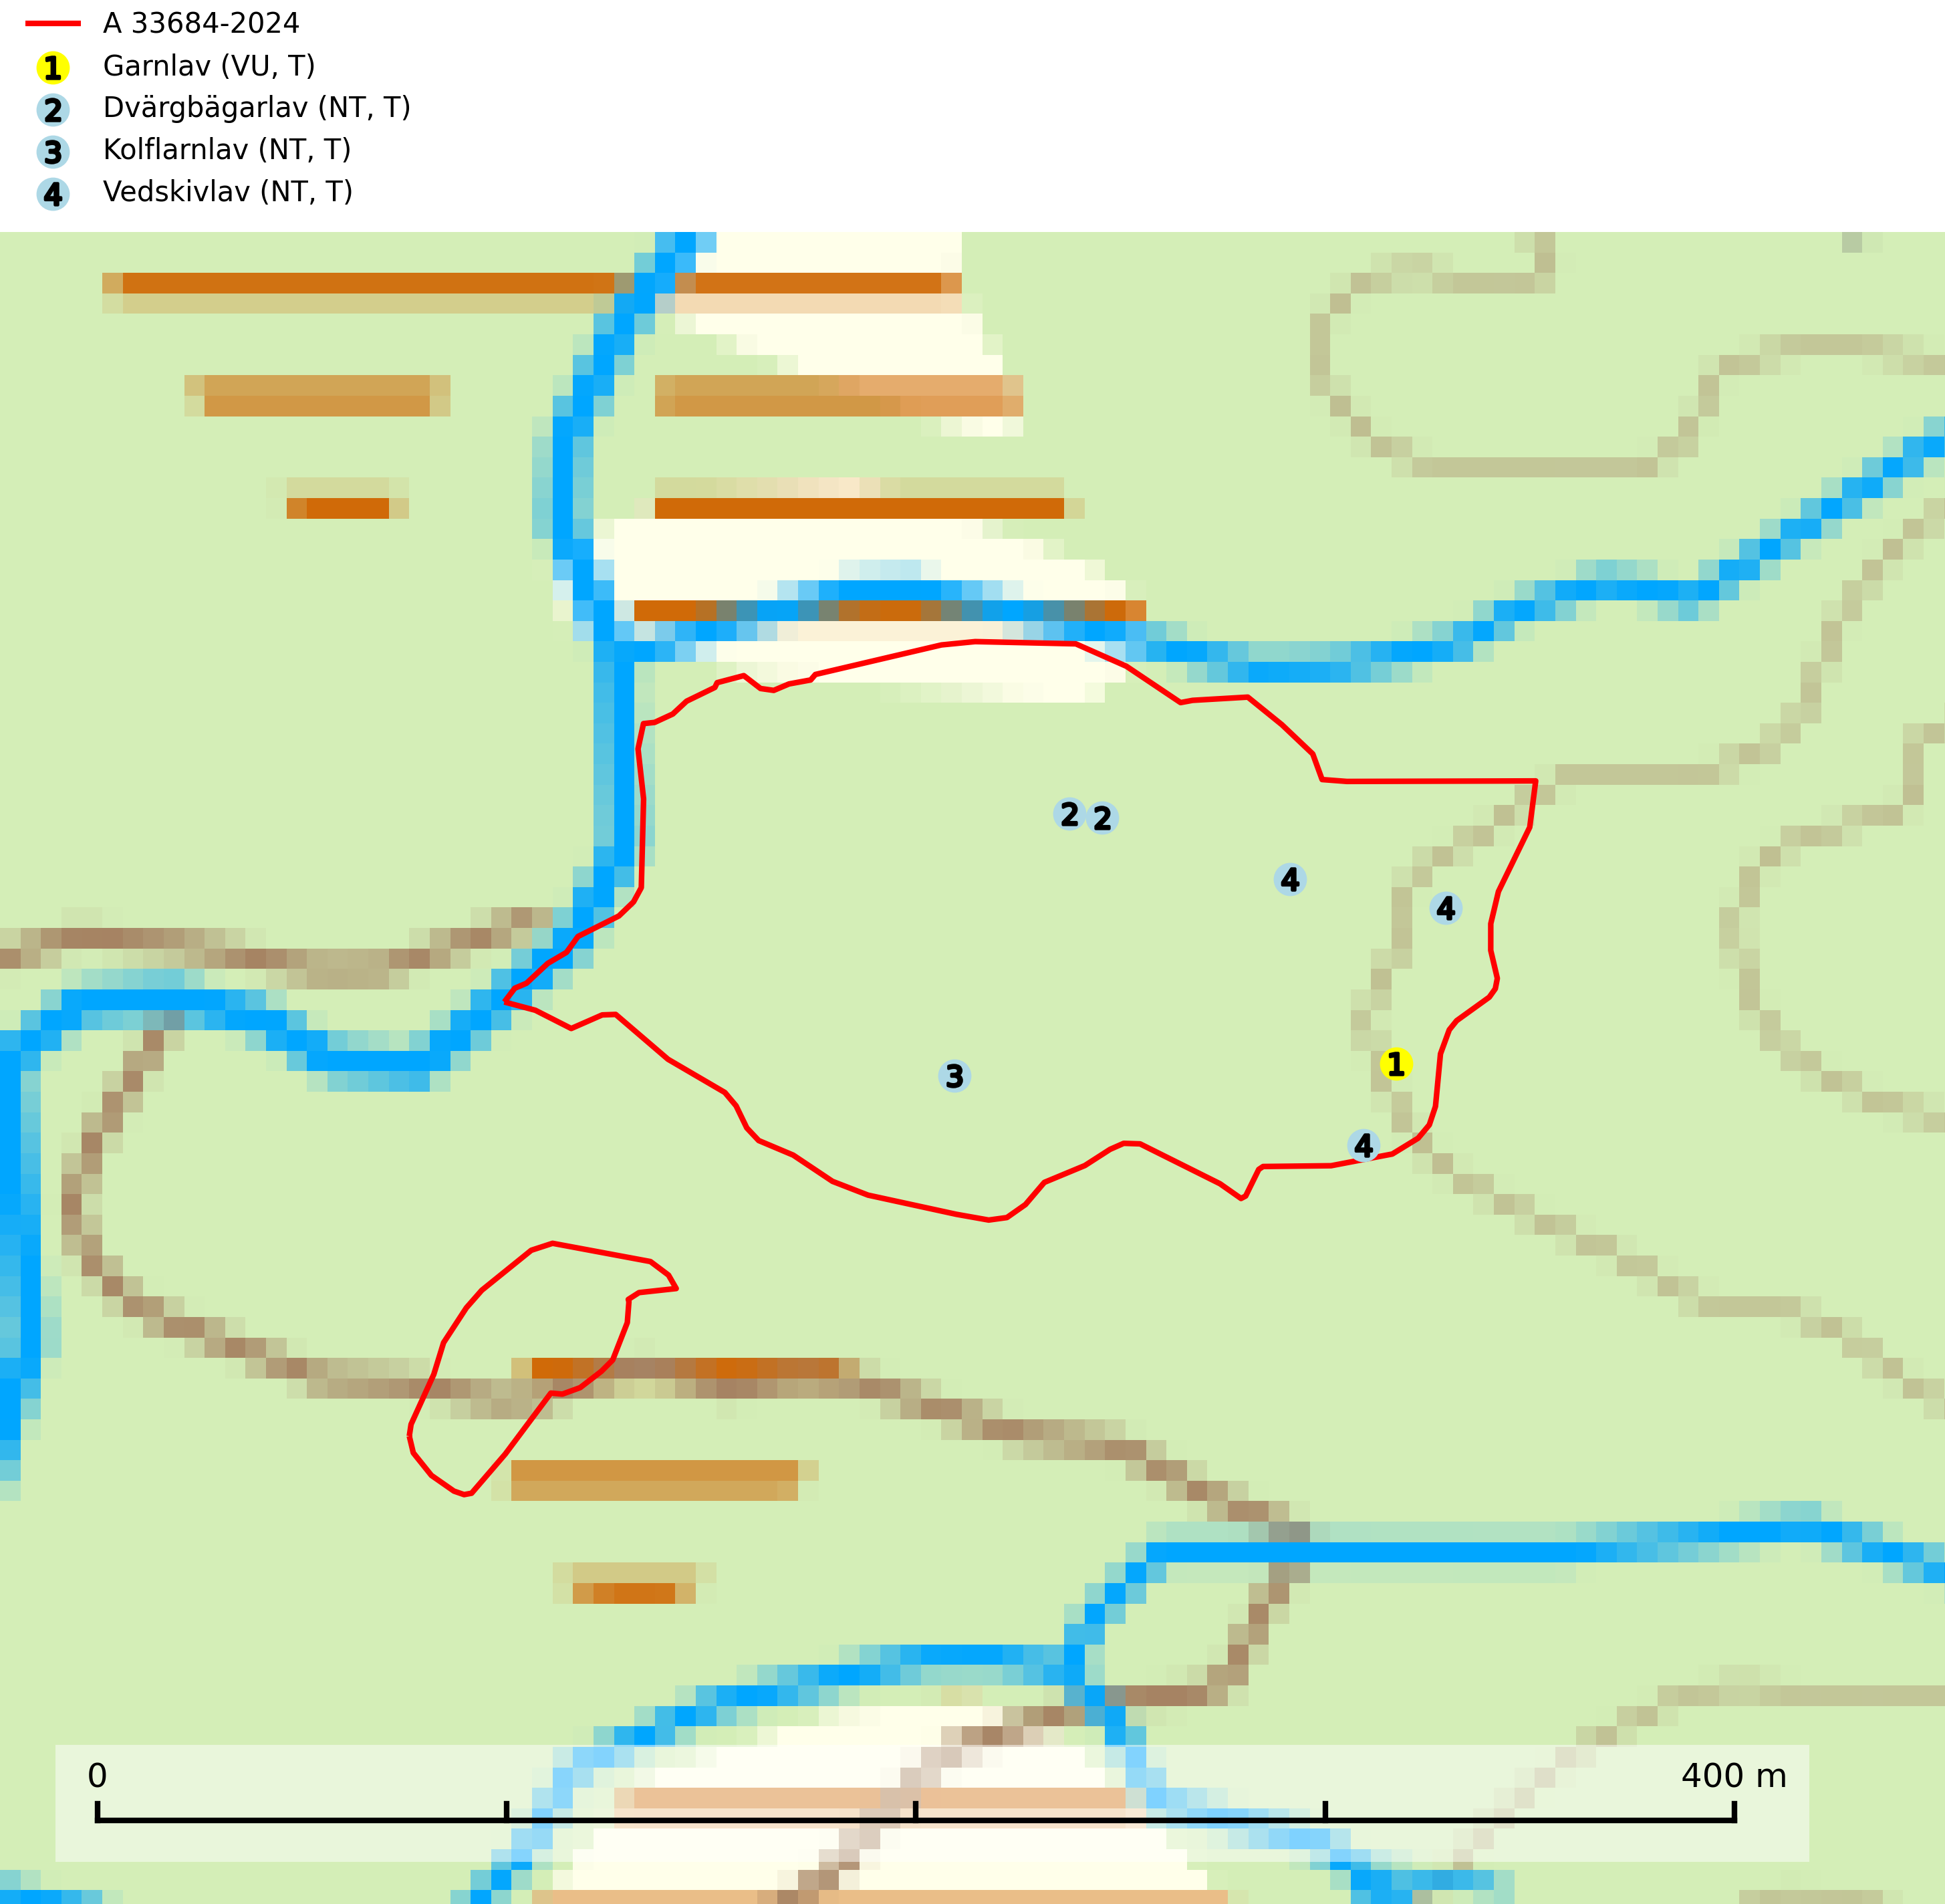 A 33684-2024
1 Garnlav (VU, T)
2 Dvärgbägarlav (NT, T)
3 Kolflarnlav (NT, T)
4 Vedskivlav (NT, T)
2 2
4
4
1
3
4
0 400 m